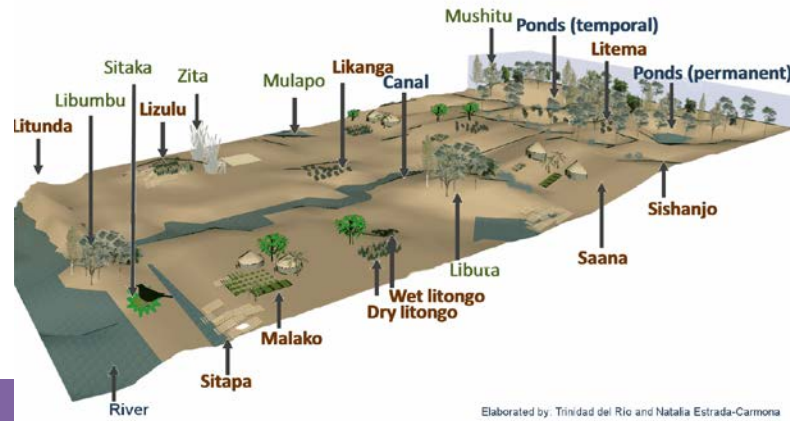 Mushitu
Ponds (temporal)
Litema
Ponds (permanent)
Sitaka
Zita
Mulapo
Likanga
Canal
Libumbu
Lizulu
Litunda
Sishanjo
Saana
Libuta
Wet litongo
Dry litongo
Malako
Sitapa
River
Elaborated by: Trinidad del Rio and Natalia Estrada-Carmona